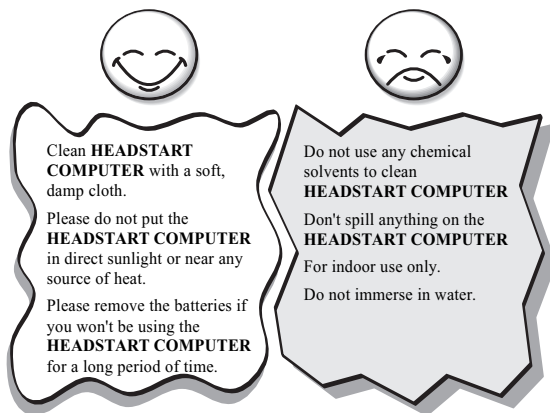 Clean HEADSTART
COMPUTER with a soft,
damp cloth.
Please do not put the
HEADSTART COMPUTER
in direct sunlight or near any
source of heat.
Please remove the batteries if
you won't be using the
HEADSTART COMPUTER
for a long period of time.
Do not use any chemical
solvents to clean
HEADSTART COMPUTER
Don't spill anything on the
HEADSTART COMPUTER
For indoor use only.
Do not immerse in water.